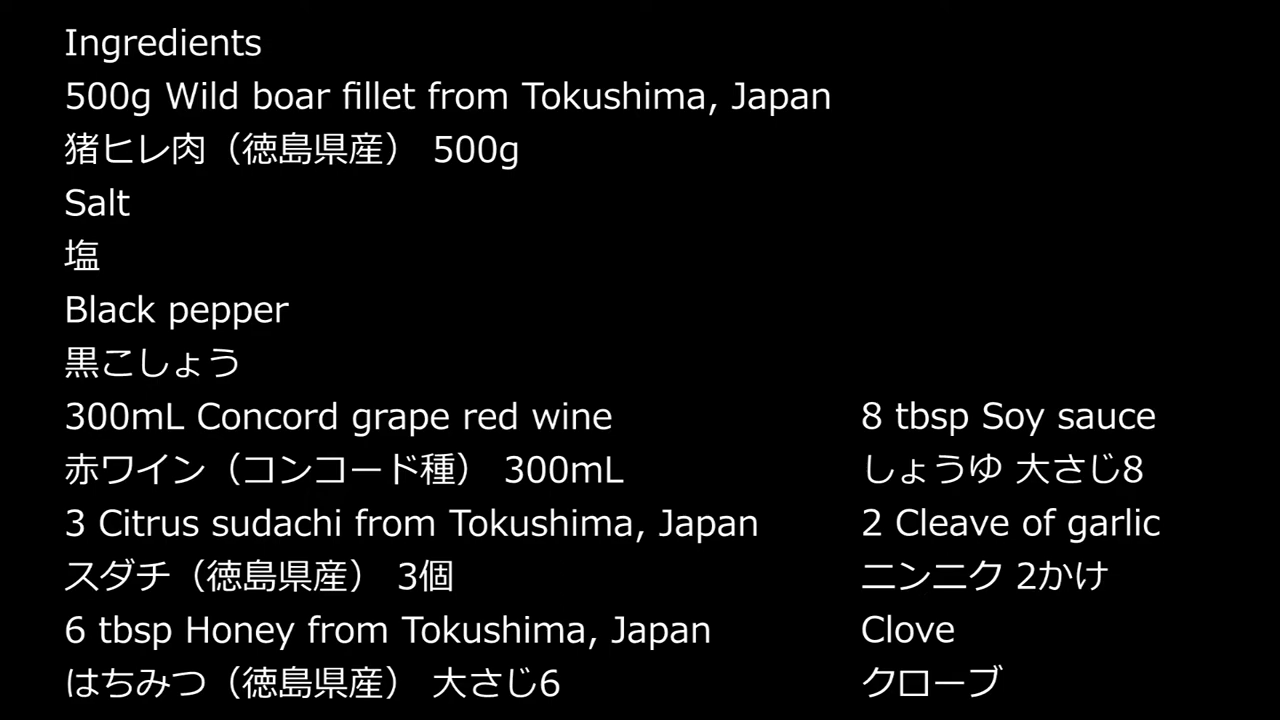 Ingredients
500g Wild boar fillet from Tokushima, Japan
猪ヒレ肉（徳島県産） 500g
Salt
塩
Black pepper
黒こしょう
300mL Concord grape red wine
赤ワイン（コンコード種） 300mL
3 Citrus sudachi from Tokushima, Japan
スダチ（徳島県産） 3個
6 tbsp Honey from Tokushima, Japan
はちみつ（徳島県産） 大さじ6
8 tbsp Soy sauce
しょうゆ 大さじ8
2 Cleave of garlic
ニンニク 2かけ
Clove
クローブ